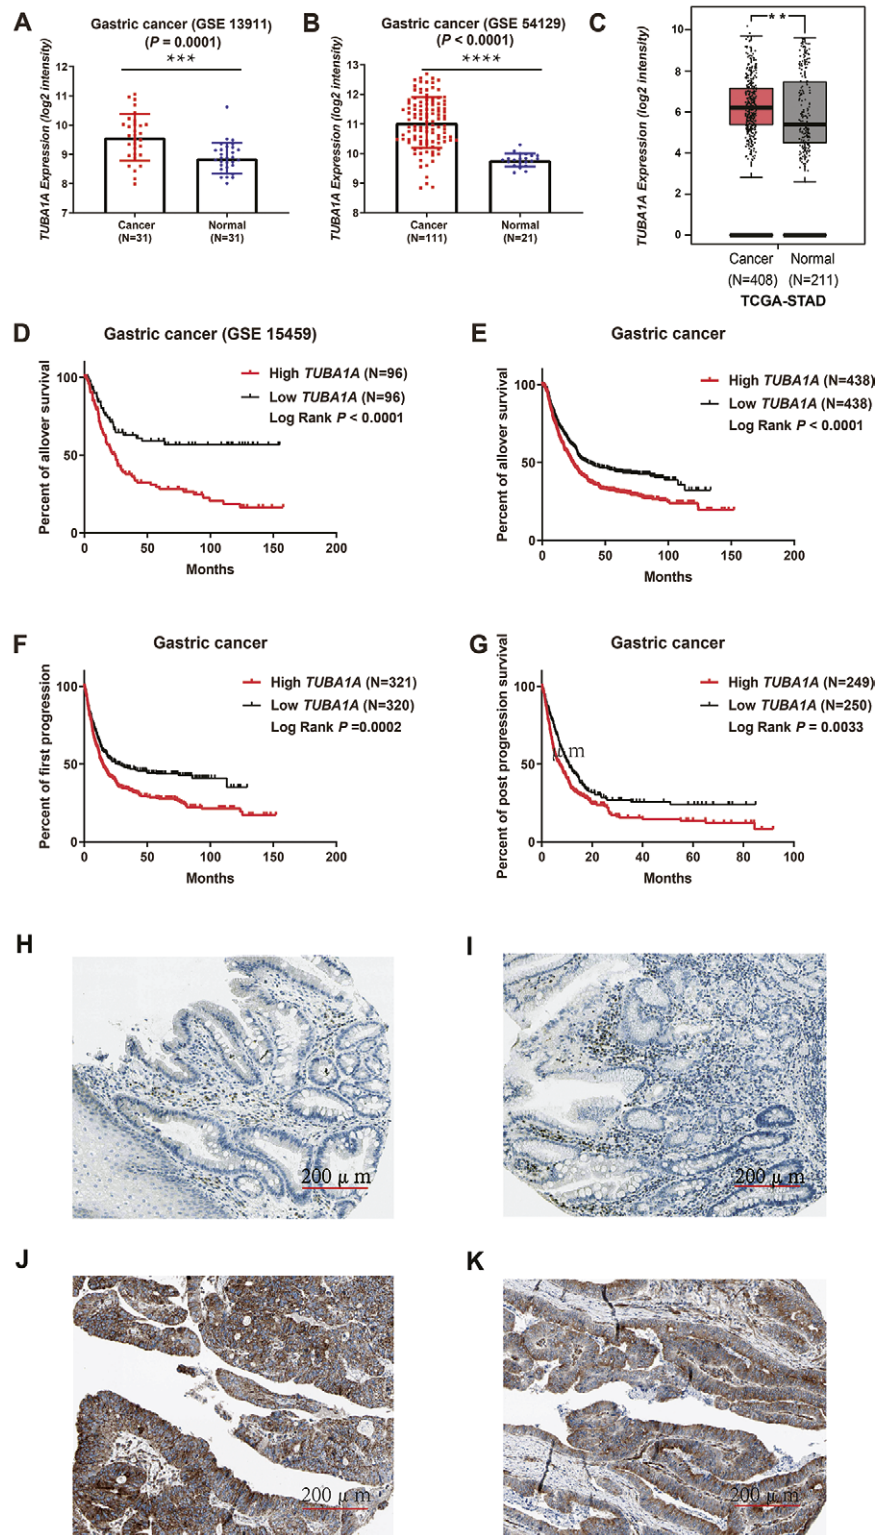 A
Gastric cancer (GSE 13911)
(P = 0.0001)
***
TUBA1A Expression (log2 intensity)
12
11
10
9
8
7
Cancer
(N=31)
Normal
(N=31)
B
Gastric cancer (GSE 54129)
(P < 0.0001)
****
TUBA1A Expression (log2 intensity)
13
12
11
10
9
8
Cancer
(N=111)
Normal
(N=21)
C
**
TUBA1A Expression (log2 intensity)
10
8
6
4
2
0
Cancer
(N=408)
Normal
(N=211)
TCGA-STAD
D
Gastric cancer (GSE 15459)
High TUBA1A (N=96)
Low TUBA1A (N=96)
Log Rank P < 0.0001
Percent of allover survival
100
50
0
0 50 100 150 200
Months
E
Gastric cancer
High TUBA1A (N=438)
Low TUBA1A (N=438)
Log Rank P < 0.0001
Percent of allover survival
100
50
0
0 50 100 150 200
Months
F
Gastric cancer
High TUBA1A (N=321)
Low TUBA1A (N=320)
Log Rank P =0.0002
Percent of first progression
100
50
0
0 50 100 150 200
Months
G
Gastric cancer
High TUBA1A (N=249)
Low TUBA1A (N=250)
Log Rank P = 0.0033
μm
Percent of post progression survival
100
50
0
0 20 40 60 80 100
Months
H
200 μ m
I
200 μ m
J
200 μ m
K
200 μ m